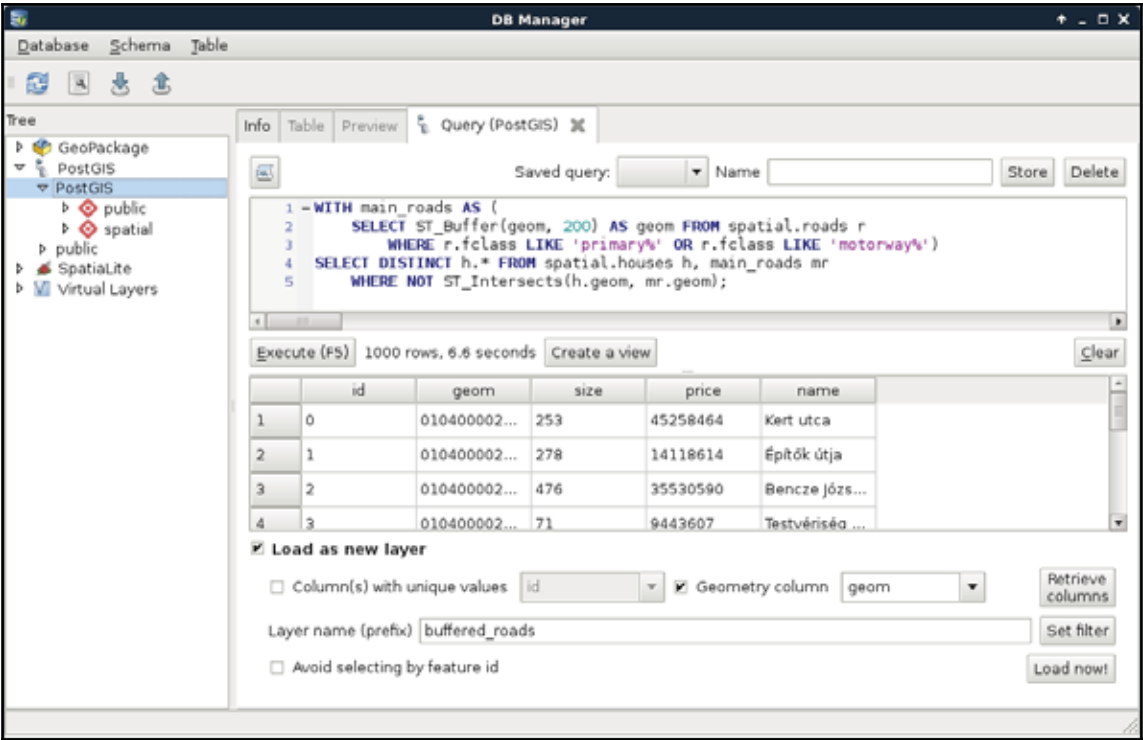 DB Manager
Database Schema Table
Tree
GeoPackage
PostGIS
PostGIS
public
spatial
public
SpatiaLite
Virtual Layers
Info Table Preview Query (PostGIS)
Saved query: Name Store Delete
1 WITH main_roads AS (
2 SELECT ST_Buffer(geom, 200) AS geom FROM spatial.roads r
3 WHERE r.fclass LIKE 'primary%' OR r.fclass LIKE 'motorway%')
4 SELECT DISTINCT h.* FROM spatial.houses h, main_roads mr
5 WHERE NOT ST_Intersects(h.geom, mr.geom);
Execute (F5) 1000 rows, 6.6 seconds Create a view Clear
id geom size price name
1 0 010400002... 253 45258464 Kert utca
2 1 010400002... 278 14118614 Építők útja
3 2 010400002... 476 35530590 Bencze Józs...
4 3 010400002... 71 9443607 Testvériség ...
Load as new layer
Column(s) with unique values id Geometry column geom Retrieve columns
Layer name (prefix) buffered_roads Set filter
Avoid selecting by feature id Load now!